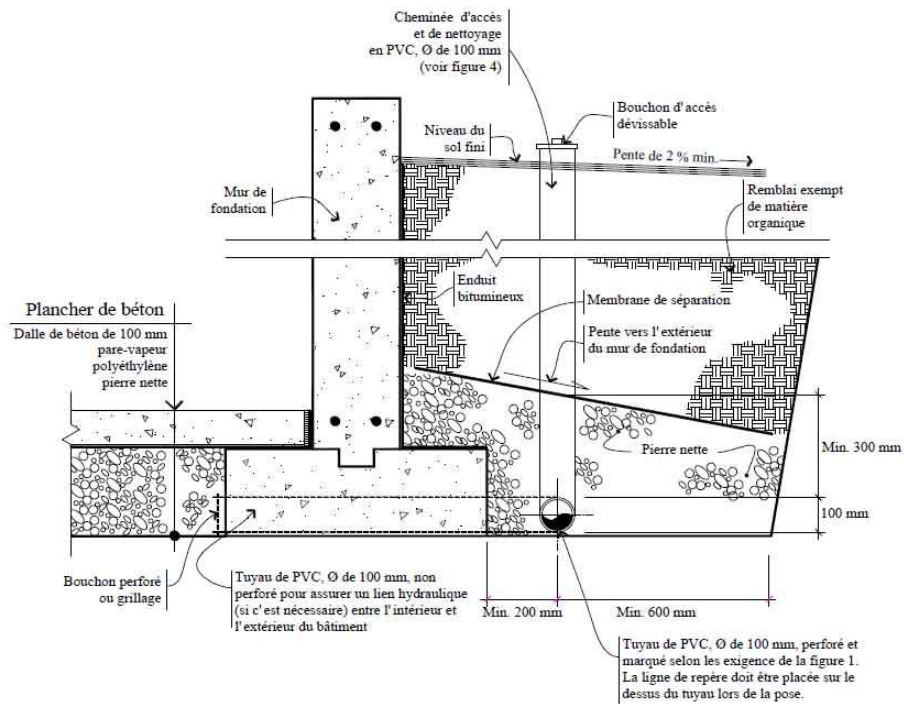 Cheminée d'accès
et de nettoyage
en PVC, Ø de 100 mm
(voir figure 4)
Bouchon d'accès
dévissable
Niveau du
sol fini
Pente de 2 % min.
Mur de
fondation
Remblai exempt
de matière
organique
Enduit
bitumineux
Membrane de séparation
Plancher de béton
Dalle de béton de 100 mm
pare-vapeur
polyéthylène
pierre nette
Pente vers l'extérieur
du mur de fondation
Pierre nette
Min. 300 mm
100 mm
Bouchon perforé
ou grillage
Tuyau de PVC, Ø de 100 mm, non
perforé pour assurer un lien hydraulique
(si c'est nécessaire) entre l'intérieur et
l'extérieur du bâtiment
Min. 200 mm
Min. 600 mm
Tuyau de PVC, Ø de 100 mm, perforé et
marqué selon les exigence de la figure 1.
La ligne de repère doit être placée sur le
dessus du tuyau lors de la pose.